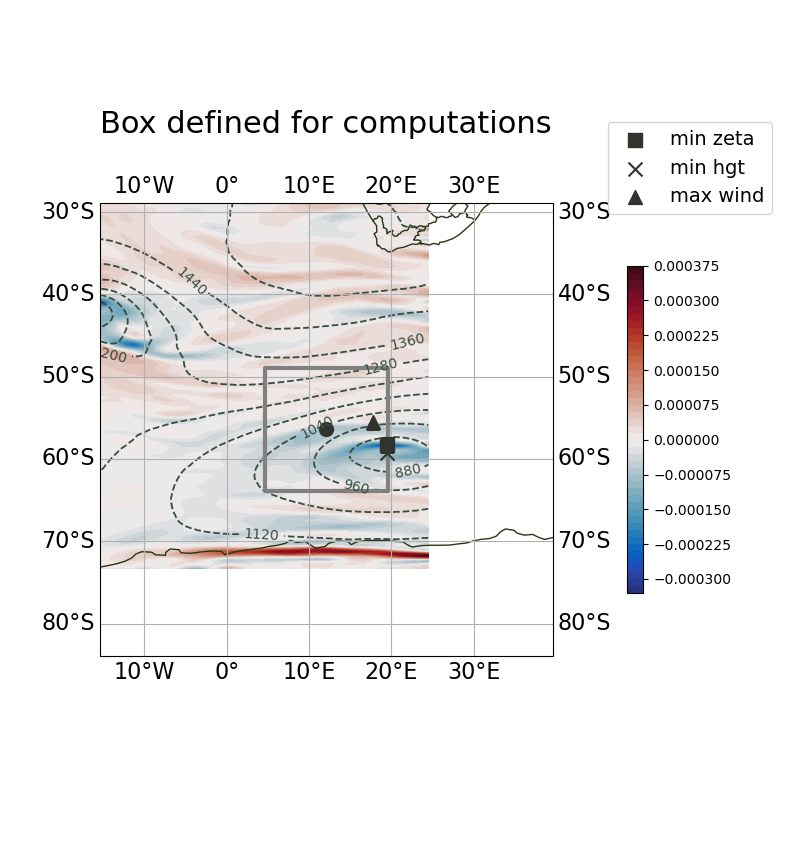 Box defined for computations
min zeta
min hgt
max wind
10°W 0° 10°E 20°E 30°E
30°S 30°S
40°S 40°S
50°S 50°S
60°S 60°S
70°S 70°S
80°S 80°S
10°W 0° 10°E 20°E 30°E
1440
1360
1280
200
1040
960
880
1120
0.000375
0.000300
0.000225
0.000150
0.000075
0.000000
−0.000075
−0.000150
−0.000225
−0.000300